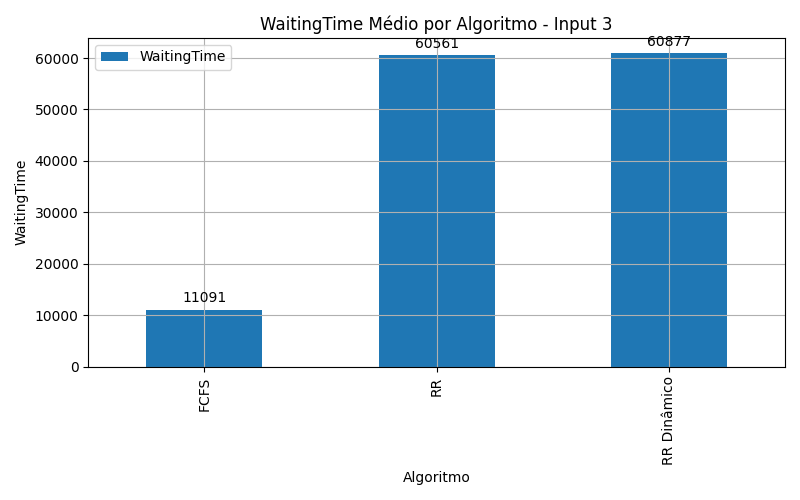 WaitingTime Médio por Algoritmo - Input 3
WaitingTime
60561
60877
11091
WaitingTime
60000
50000
40000
30000
20000
10000
0
FCFS
RR
RR Dinâmico
Algoritmo